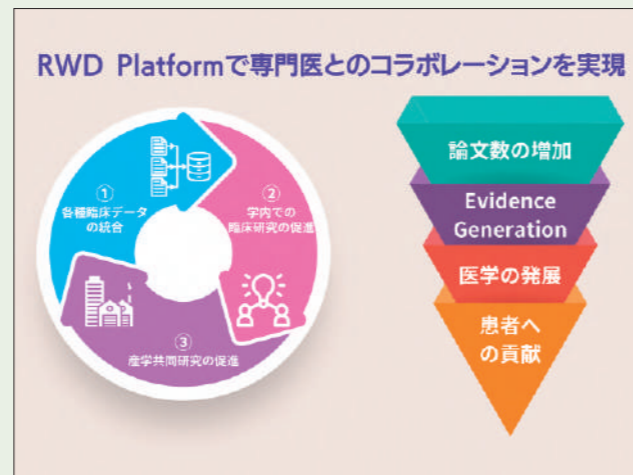 RWD Platformで専門医とのコラボレーションを実現
①
各種臨床データ
の統合
②
学内での
臨床研究の促進
③
産学共同研究の促進
論文数の増加
Evidence
Generation
医学の発展
患者へ
の貢献